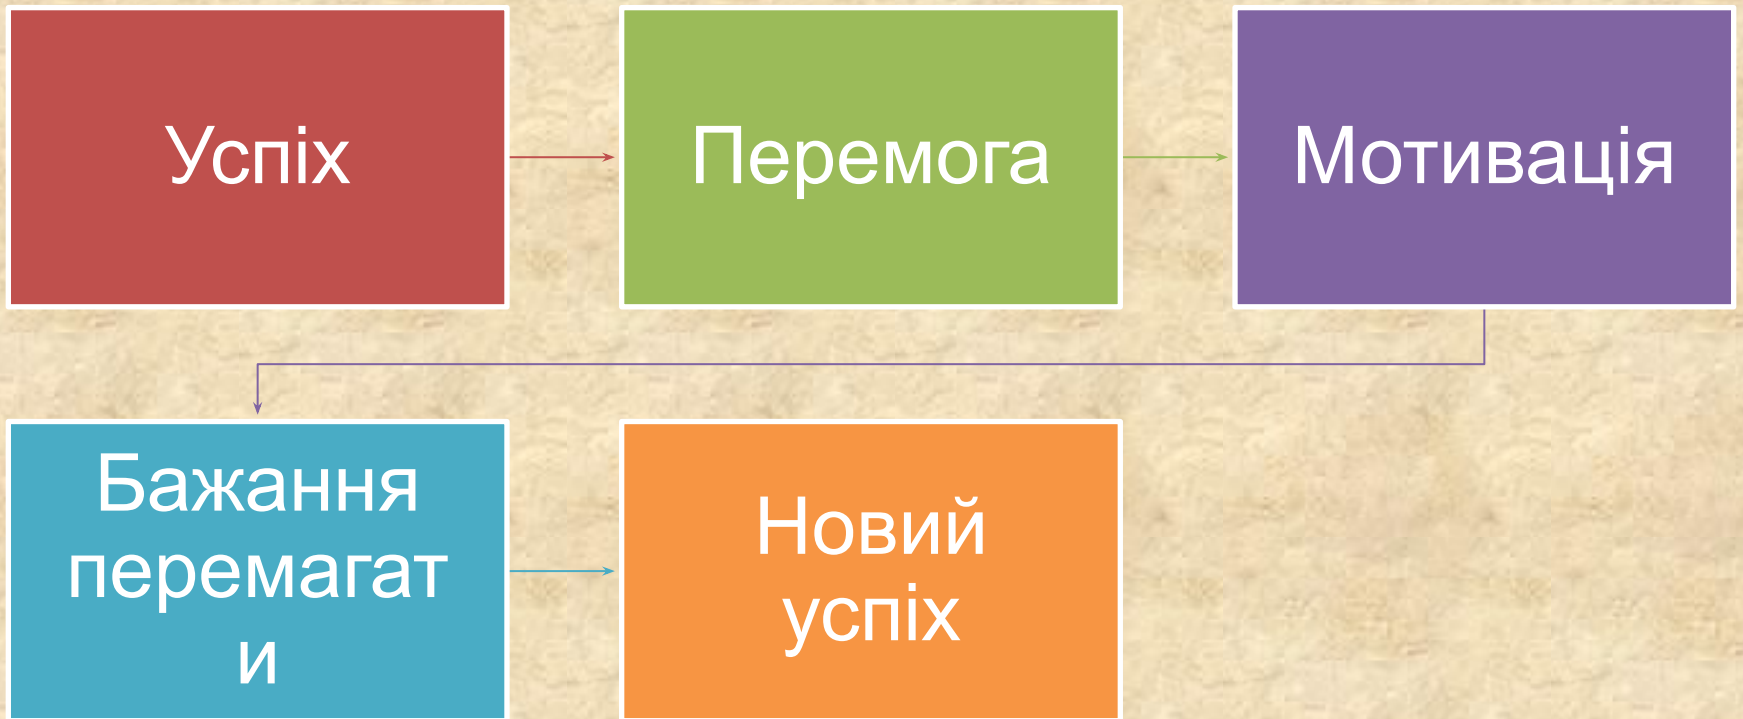 Успіх
Перемога
Мотивація
Бажання
перемагат
и
Новий
успіх